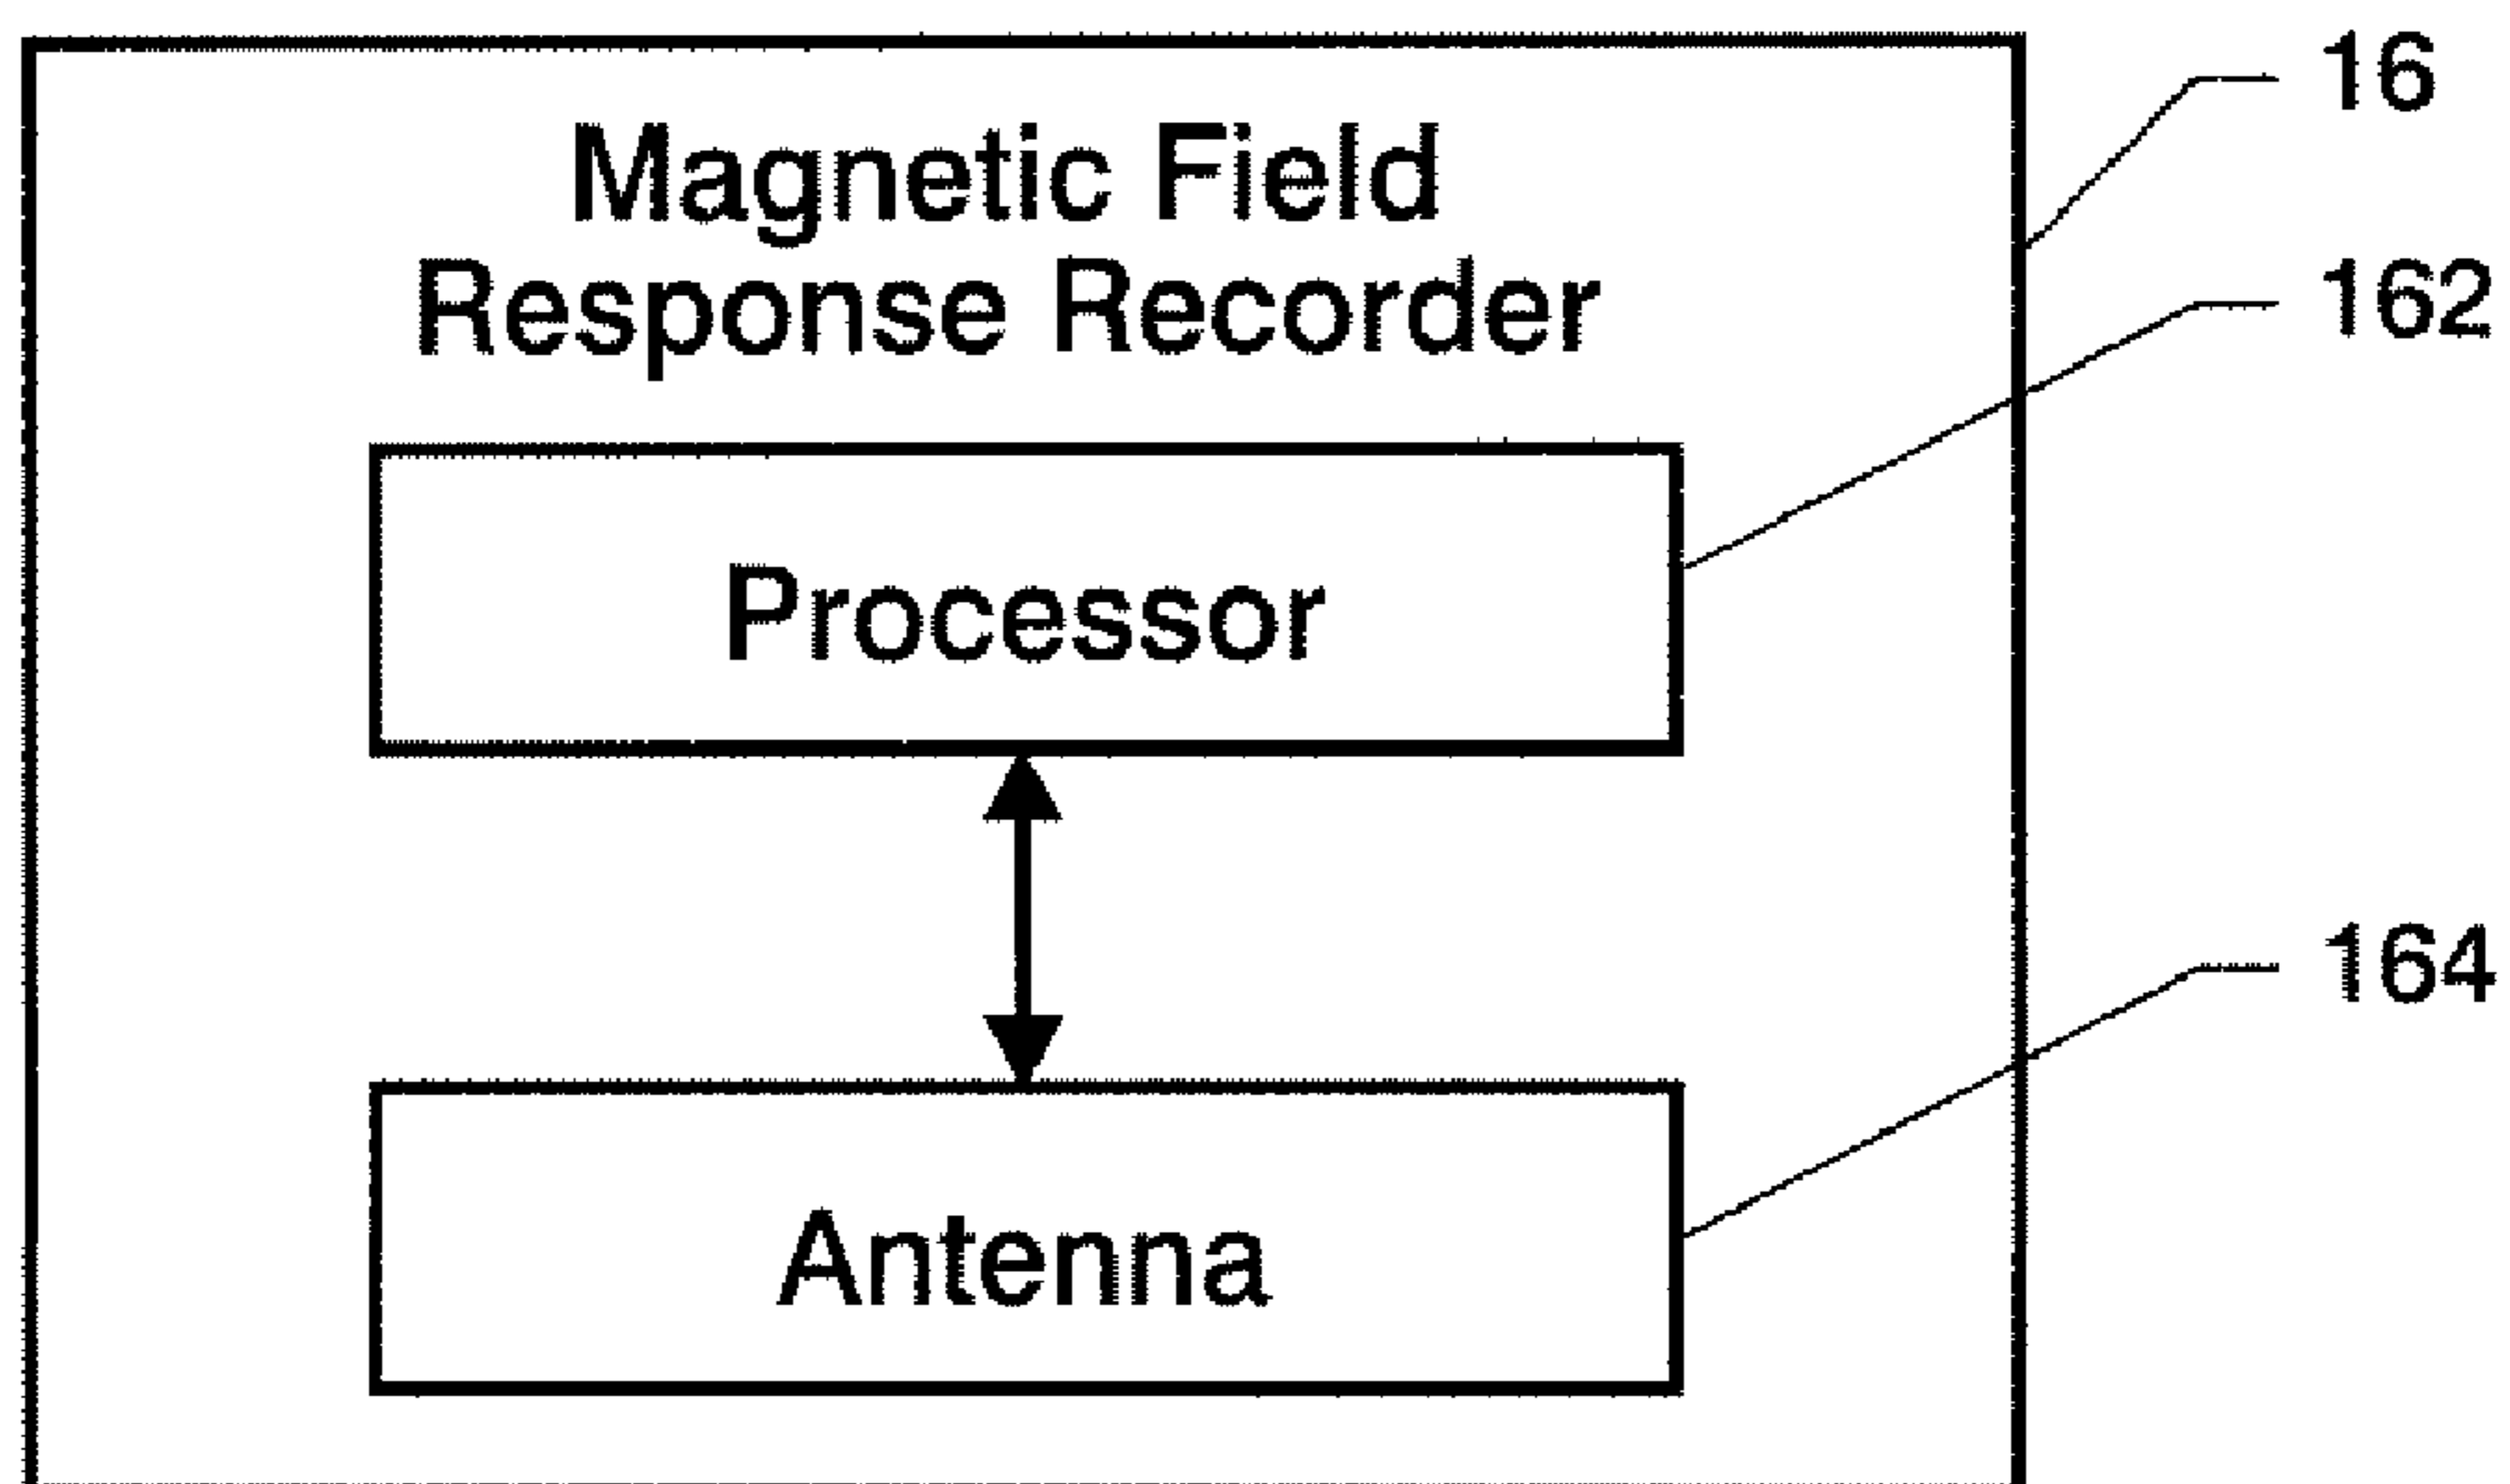 Magnetic Field
Response Recorder
16
162
Processor
164
Antenna